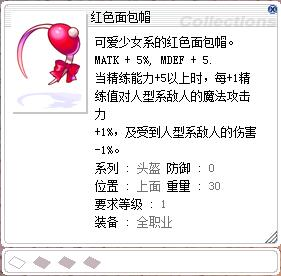 红色面包帽
Collections
可爱少女系的红色面包帽。
MATK + 5%, MDEF + 5.
当精炼能力+5以上时，每+1精
炼值对人型系敌人的魔法攻击
力
+1%，及受到人型系敌人的伤害
-1%。
系列 : 头盔 防御 : 0
位置 : 上面 重量 : 30
要求等级 : 1
装备 : 全职业